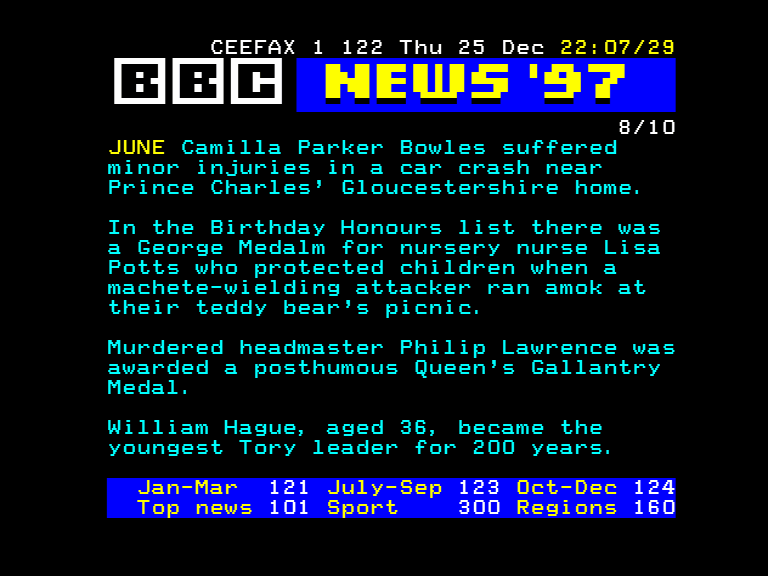 CEEFAX 1 122 Thu 25 Dec 22:07/29
BBC NEWS '97
8/10
JUNE Camilla Parker Bowles suffered
minor injuries in a car crash near
Prince Charles' Gloucestershire home.
In the Birthday Honours list there was
a George Medalm for nursery nurse Lisa
Potts who protected children when a
machete-wielding attacker ran amok at
their teddy bear's picnic.
Murdered headmaster Philip Lawrence was
awarded a posthumous Queen's Gallantry
Medal.
William Hague, aged 36, became the
youngest Tory leader for 200 years.
Jan-Mar 121 July-Sep 123 Oct-Dec 124
Top news 101 Sport 300 Regions 160